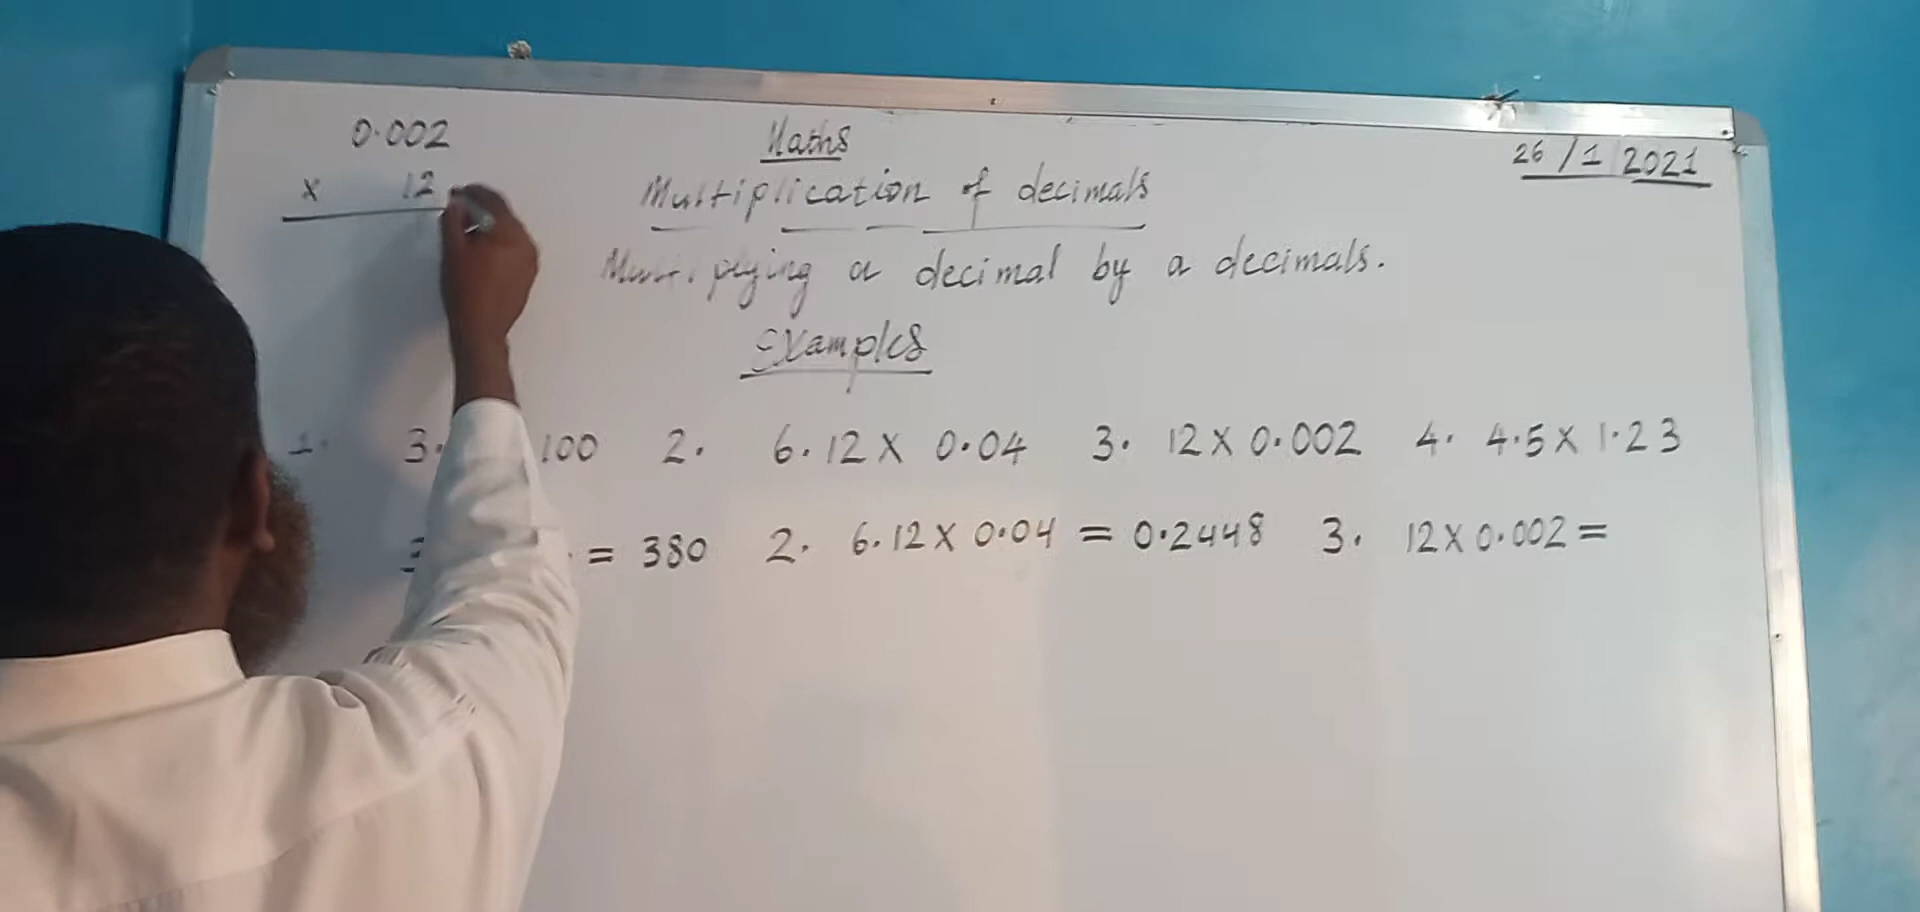 0.002
x 12
Maths
26/1/2021
Multiplication of decimals
Multiplying a decimal by a decimals.
Examples
1. 3. 100 2. 6.12 X 0.04 3. 12 X 0.002 4. 4.5 X 1.23
= 380 2. 6.12 X 0.04 = 0.2448 3. 12 X 0.002 =